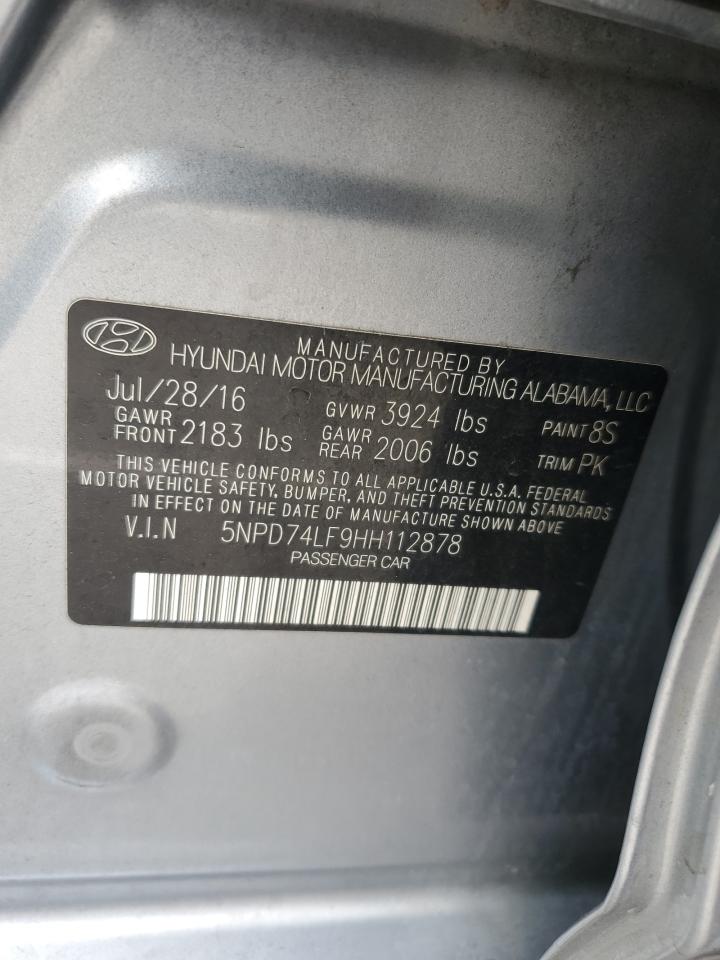 MANUFACTURED BY
HYUNDAI MOTOR MANUFACTURING ALABAMA, LLC
Jul/28/16 GVWR 3924 lbs PAINT 8S
GAWR FRONT 2183 lbs GAWR REAR 2006 lbs TRIM PK
THIS VEHICLE CONFORMS TO ALL APPLICABLE U.S.A. FEDERAL
MOTOR VEHICLE SAFETY, BUMPER, AND THEFT PREVENTION STANDARDS
IN EFFECT ON THE DATE OF MANUFACTURE SHOWN ABOVE
V.I.N 5NPD74LF9HH112878
PASSENGER CAR